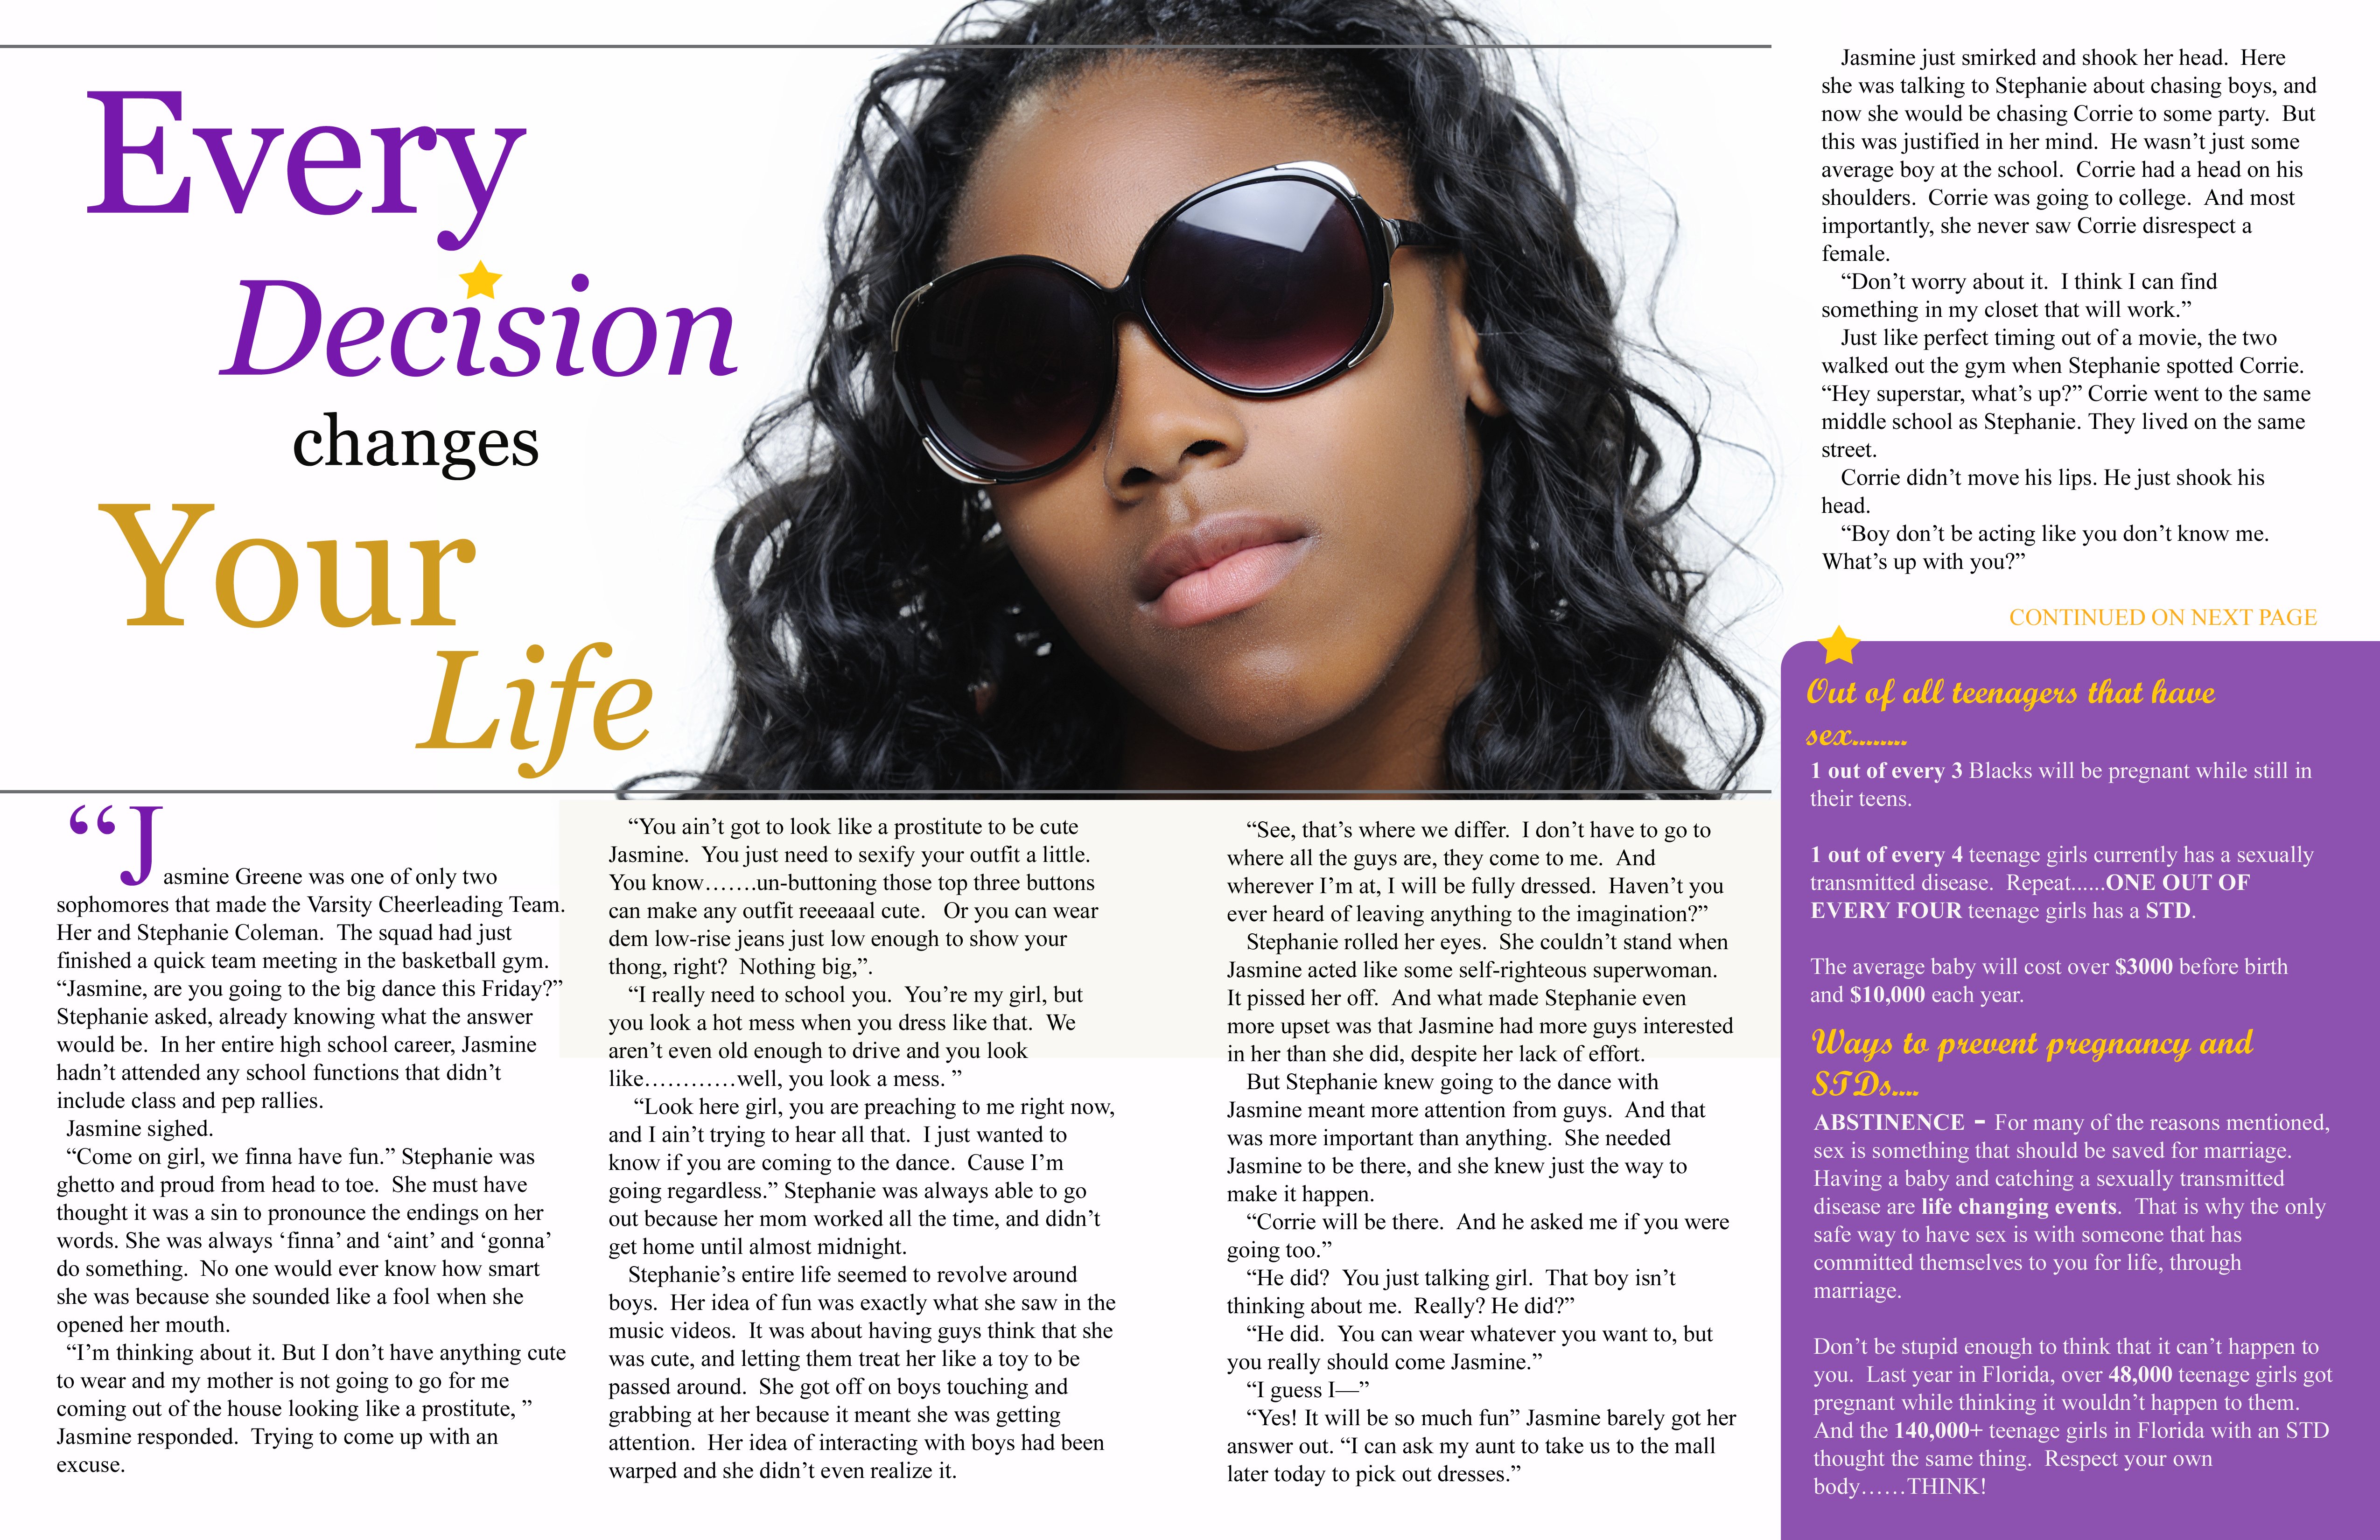 Every
Decision
changes
Your
Life
“Jasmine Greene was one of only two
sophomores that made the Varsity Cheerleading Team.
Her and Stephanie Coleman.  The squad had just
finished a quick team meeting in the basketball gym.
“Jasmine, are you going to the big dance this Friday?”
Stephanie asked, already knowing what the answer
would be.  In her entire high school career, Jasmine
hadn’t attended any school functions that didn’t
include class and pep rallies.
Jasmine sighed.
“Come on girl, we finna have fun.” Stephanie was
ghetto and proud from head to toe.  She must have
thought it was a sin to pronounce the endings on her
words. She was always ‘finna’ and ‘aint’ and ‘gonna’
do something.  No one would ever know how smart
she was because she sounded like a fool when she
opened her mouth.
“I’m thinking about it. But I don’t have anything cute
to wear and my mother is not going to go for me
coming out of the house looking like a prostitute, ”
Jasmine responded.  Trying to come up with an
excuse.
“You ain’t got to look like a prostitute to be cute
Jasmine.  You just need to sexify your outfit a little.
You know…….un-buttoning those top three buttons
can make any outfit reeeaaal cute.   Or you can wear
dem low-rise jeans just low enough to show your
thong, right?  Nothing big,”.
“I really need to school you.  You’re my girl, but
you look a hot mess when you dress like that.  We
aren’t even old enough to drive and you look
like…………well, you look a mess. ”
“Look here girl, you are preaching to me right now,
and I ain’t trying to hear all that.  I just wanted to
know if you are coming to the dance.  Cause I’m
going regardless.” Stephanie was always able to go
out because her mom worked all the time, and didn’t
get home until almost midnight.
Stephanie’s entire life seemed to revolve around
boys.  Her idea of fun was exactly what she saw in the
music videos.  It was about having guys think that she
was cute, and letting them treat her like a toy to be
passed around.  She got off on boys touching and
grabbing at her because it meant she was getting
attention.  Her idea of interacting with boys had been
warped and she didn’t even realize it.
“See, that’s where we differ.  I don’t have to go to
where all the guys are, they come to me.  And
wherever I’m at, I will be fully dressed.  Haven’t you
ever heard of leaving anything to the imagination?”
Stephanie rolled her eyes.  She couldn’t stand when
Jasmine acted like some self-righteous superwoman.
It pissed her off.  And what made Stephanie even
more upset was that Jasmine had more guys interested
in her than she did, despite her lack of effort.
But Stephanie knew going to the dance with
Jasmine meant more attention from guys.  And that
was more important than anything.  She needed
Jasmine to be there, and she knew just the way to
make it happen.
“Corrie will be there.  And he asked me if you were
going too.”
“He did?  You just talking girl.  That boy isn’t
thinking about me.  Really? He did?”
“He did.  You can wear whatever you want to, but
you really should come Jasmine.”
“I guess I—”
“Yes! It will be so much fun” Jasmine barely got her
answer out. “I can ask my aunt to take us to the mall
later today to pick out dresses.”
Jasmine just smirked and shook her head.  Here
she was talking to Stephanie about chasing boys, and
now she would be chasing Corrie to some party.  But
this was justified in her mind.  He wasn’t just some
average boy at the school.  Corrie had a head on his
shoulders.  Corrie was going to college.  And most
importantly, she never saw Corrie disrespect a
female.
“Don’t worry about it.  I think I can find
something in my closet that will work.”
Just like perfect timing out of a movie, the two
walked out the gym when Stephanie spotted Corrie.
“Hey superstar, what’s up?” Corrie went to the same
middle school as Stephanie. They lived on the same
street.
Corrie didn’t move his lips. He just shook his
head.
“Boy don’t be acting like you don’t know me.
What’s up with you?”
CONTINUED ON NEXT PAGE
Out of all teenagers that have
sex........
1 out of every 3 Blacks will be pregnant while still in
their teens.
1 out of every 4 teenage girls currently has a sexually
transmitted disease.  Repeat......ONE OUT OF
EVERY FOUR teenage girls has a STD.
The average baby will cost over $3000 before birth
and $10,000 each year.
Ways to prevent pregnancy and
STDs....
ABSTINENCE - For many of the reasons mentioned,
sex is something that should be saved for marriage.
Having a baby and catching a sexually transmitted
disease are life changing events.  That is why the only
safe way to have sex is with someone that has
committed themselves to you for life, through
marriage.
Don’t be stupid enough to think that it can’t happen to
you.  Last year in Florida, over 48,000 teenage girls got
pregnant while thinking it wouldn’t happen to them.
And the 140,000+ teenage girls in Florida with an STD
thought the same thing.  Respect your own
body……THINK!